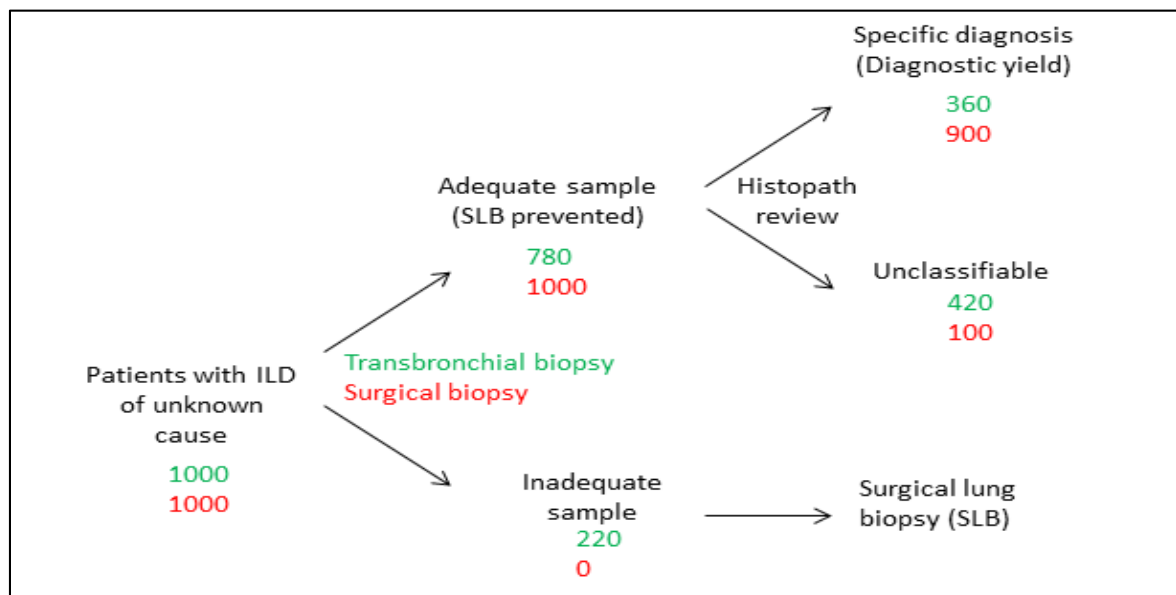 Specific diagnosis
(Diagnostic yield)
360
900
Adequate sample
(SLB prevented)
780
1000
Histopath
review
Unclassifiable
420
100
Transbronchial biopsy
Surgical biopsy
Patients with ILD
of unknown
cause
1000
1000
Inadequate
sample
220
0
Surgical lung
biopsy (SLB)